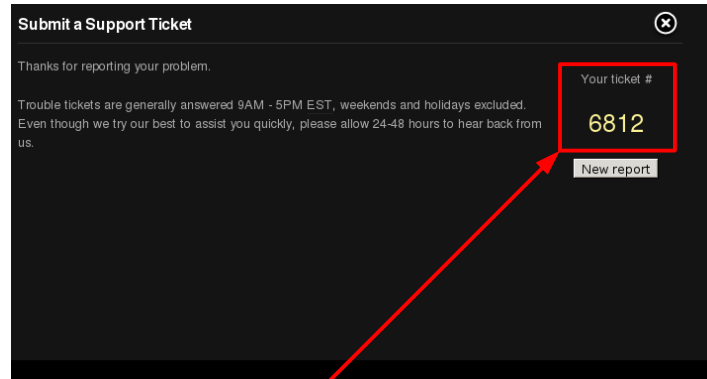 Submit a Support Ticket
Thanks for reporting your problem.
Trouble tickets are generally answered 9AM - 5PM EST, weekends and holidays excluded.
Even though we try our best to assist you quickly, please allow 24-48 hours to hear back from
us.
Your ticket #
6812
New report